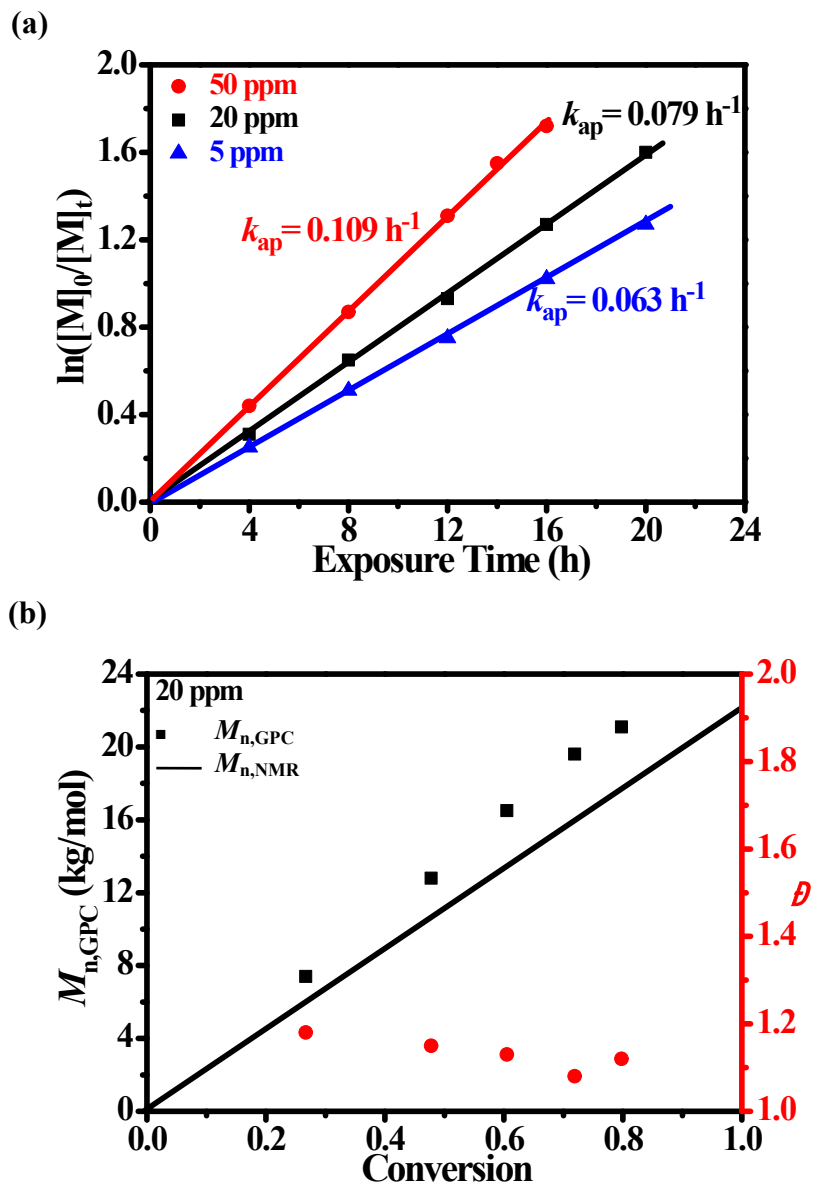 (a)
ln([M]₀/[M]ₜ)
2.0
1.6
1.2
0.8
0.4
0.0
50 ppm
20 ppm
5 ppm
kap= 0.079 h⁻¹
kap= 0.109 h⁻¹
kap= 0.063 h⁻¹
0 4 8 12 16 20 24
Exposure Time (h)
(b)
Mn,GPC (kg/mol)
24
20
16
12
8
4
0
20 ppm
Mn,GPC
Mn,NMR
2.0
1.8
1.6
1.4
1.2
1.0
Đ
0.0 0.2 0.4 0.6 0.8 1.0
Conversion